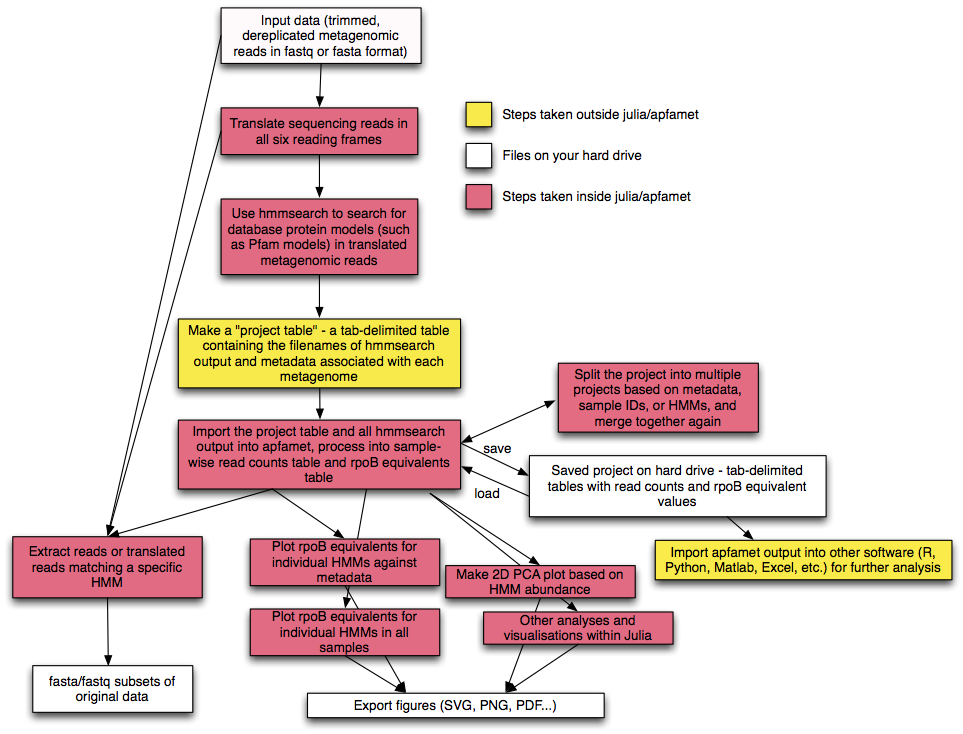 Input data (trimmed,
dereplicated metagenomic
reads in fastq or fasta format)
Translate sequencing reads in
all six reading frames
Steps taken outside julia/apfamet
Files on your hard drive
Steps taken inside julia/apfamet
Use hmmsearch to search for
database protein models (such
as Pfam models) in translated
metagenomic reads
Make a "project table" - a tab-delimited table
containing the filenames of hmmsearch
output and metadata associated with each
metagenome
Split the project into multiple
projects based on metadata,
sample IDs, or HMMs, and
merge together again
Import the project table and all hmmsearch
output into apfamet, process into sample-
wise read counts table and rpoB equivalents
table
save
load
Saved project on hard drive - tab-delimited
tables with read counts and rpoB equivalent
values
Import apfamet output into other software (R,
Python, Matlab, Excel, etc.) for further analysis
Extract reads or translated
reads matching a specific
HMM
Plot rpoB equivalents for
individual HMMs against
metadata
Make 2D PCA plot based on
HMM abundance
Plot rpoB equivalents for
individual HMMs in all
samples
Other analyses and
visualisations within Julia
fasta/fastq subsets of
original data
Export figures (SVG, PNG, PDF...)